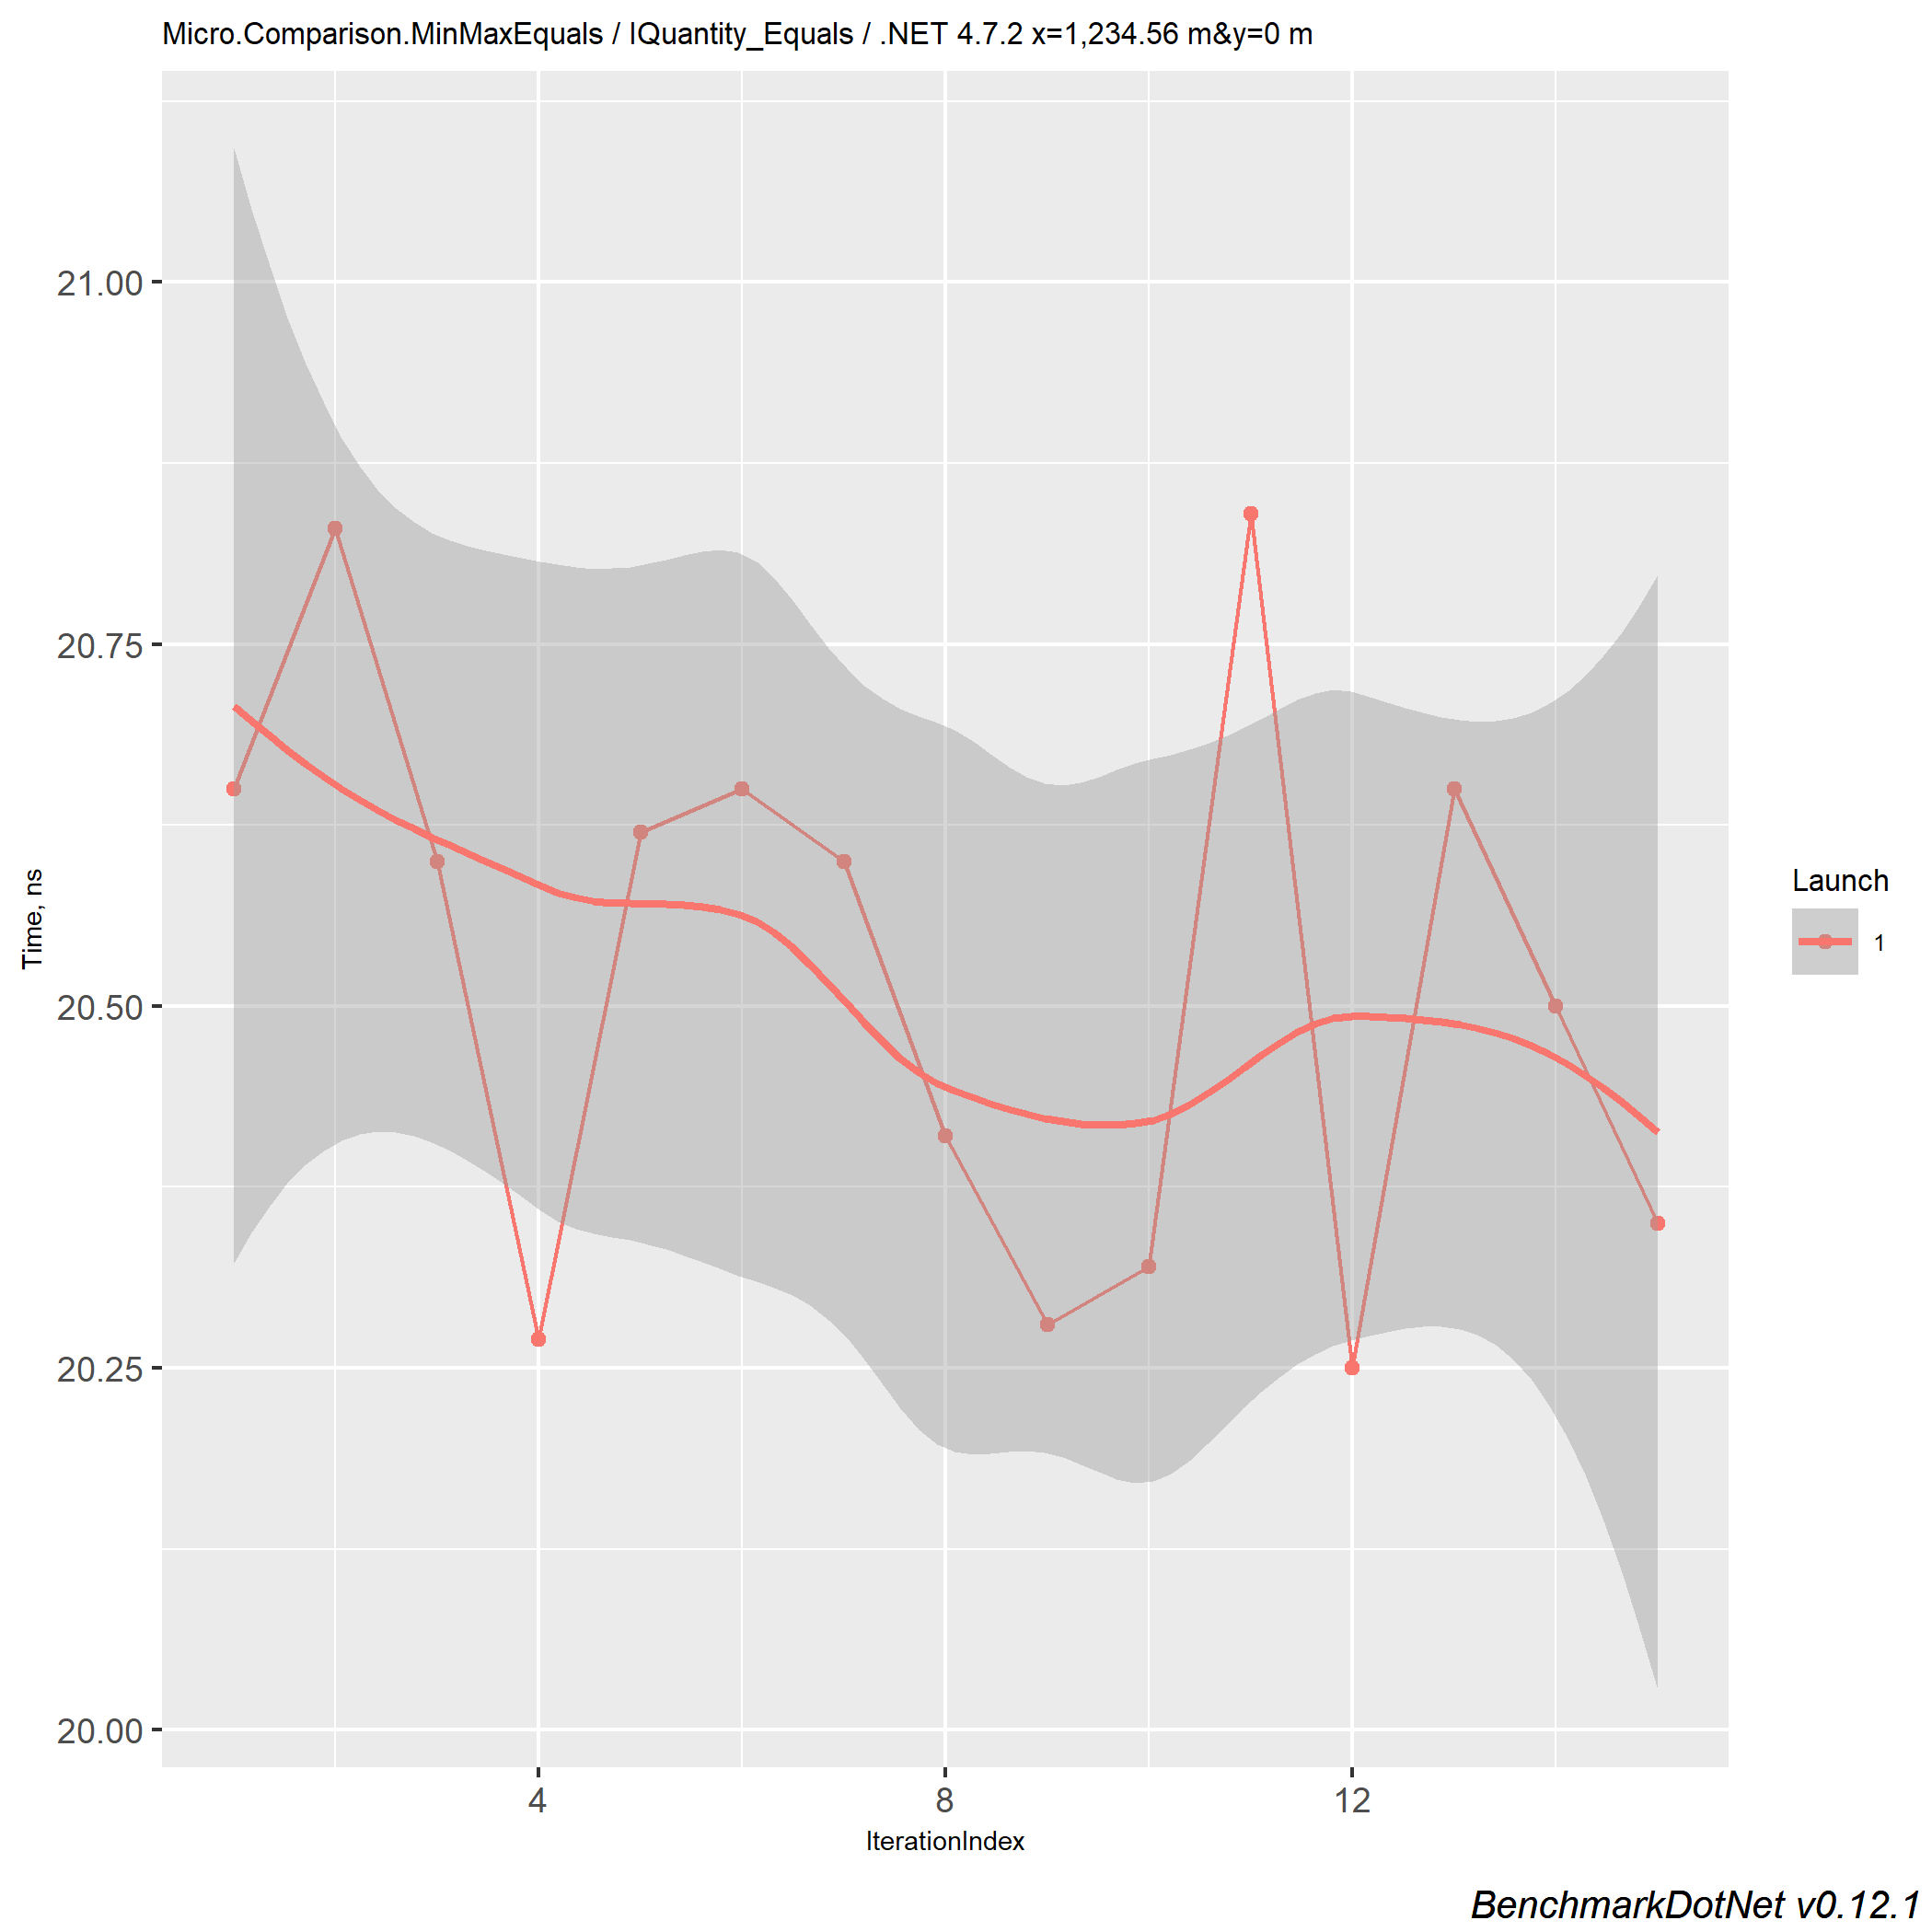 Micro.Comparison.MinMaxEquals / IQuantity_Equals / .NET 4.7.2 x=1,234.56 m&y=0 m
21.00
20.75
20.50
20.25
20.00
Time, ns
4 8 12
IterationIndex
Launch
1
BenchmarkDotNet v0.12.1